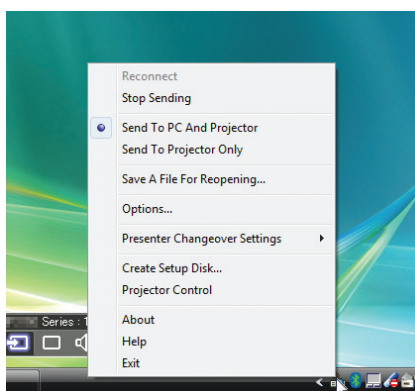 Reconnect
Stop Sending
Send To PC And Projector
Send To Projector Only
Save A File For Reopening...
Options...
Presenter Changeover Settings
Create Setup Disk...
Projector Control
About
Series :
Help
Exit